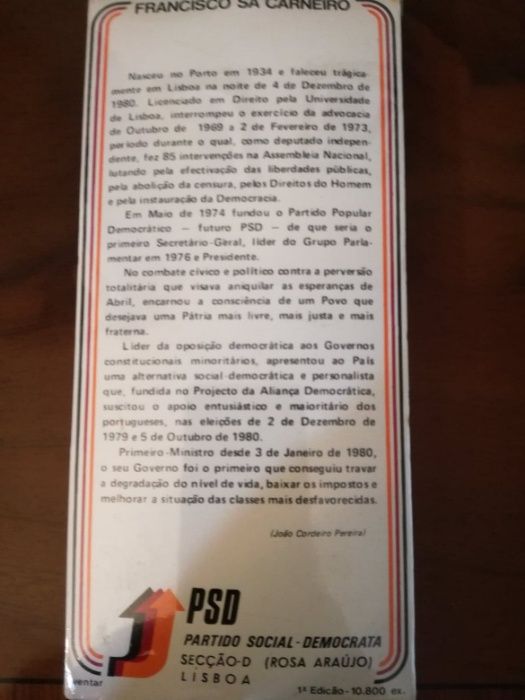 FRANCISCO SÁ CARNEIRO
Nasceu no Porto em 1934 e faleceu trágica-
mente em Lisboa na noite de 4 de Dezembro de
1980. Licenciado em Direito pela Universidade
de Lisboa, interrompeu o exercício da advocacia
de Outubro de 1969 a 2 de Fevereiro de 1973,
período durante o qual, como deputado indepen-
dente, fez 85 intervenções na Assembleia Nacional,
lutando pela efectivação das liberdades públicas,
pela abolição da censura, pelos Direitos do Homem
e pela instauração da Democracia.
Em Maio de 1974 fundou o Partido Popular
Democrático — futuro PSD — de que seria o
primeiro Secretário-Geral, líder do Grupo Parla-
mentar em 1976 e Presidente.
No combate cívico e político contra a perversão
totalitária que visava aniquilar as esperanças de
Abril, encarnou a consciência de um Povo que
desejava uma Pátria mais livre, mais justa e mais
fraterna.
Líder da oposição democrática aos Governos
constitucionais minoritários, apresentou ao País
uma alternativa social-democrática e personalista
que, fundida no Projecto da Aliança Democrática,
suscitou o apoio entusiástico e maioritário dos
portugueses, nas eleições de 2 de Dezembro de
1979 e 5 de Outubro de 1980.
Primeiro-Ministro desde 3 de Janeiro de 1980,
o seu Governo foi o primeiro que conseguiu travar
a degradação do nível de vida, baixar os impostos e
melhorar a situação das classes mais desfavorecidas.
(João Cordeiro Pereira)
PSD
PARTIDO SOCIAL-DEMOCRATA
SECÇÃO-D (ROSA ARAÚJO)
LISBOA
ventar
1ª Edicão-10.800 ex.